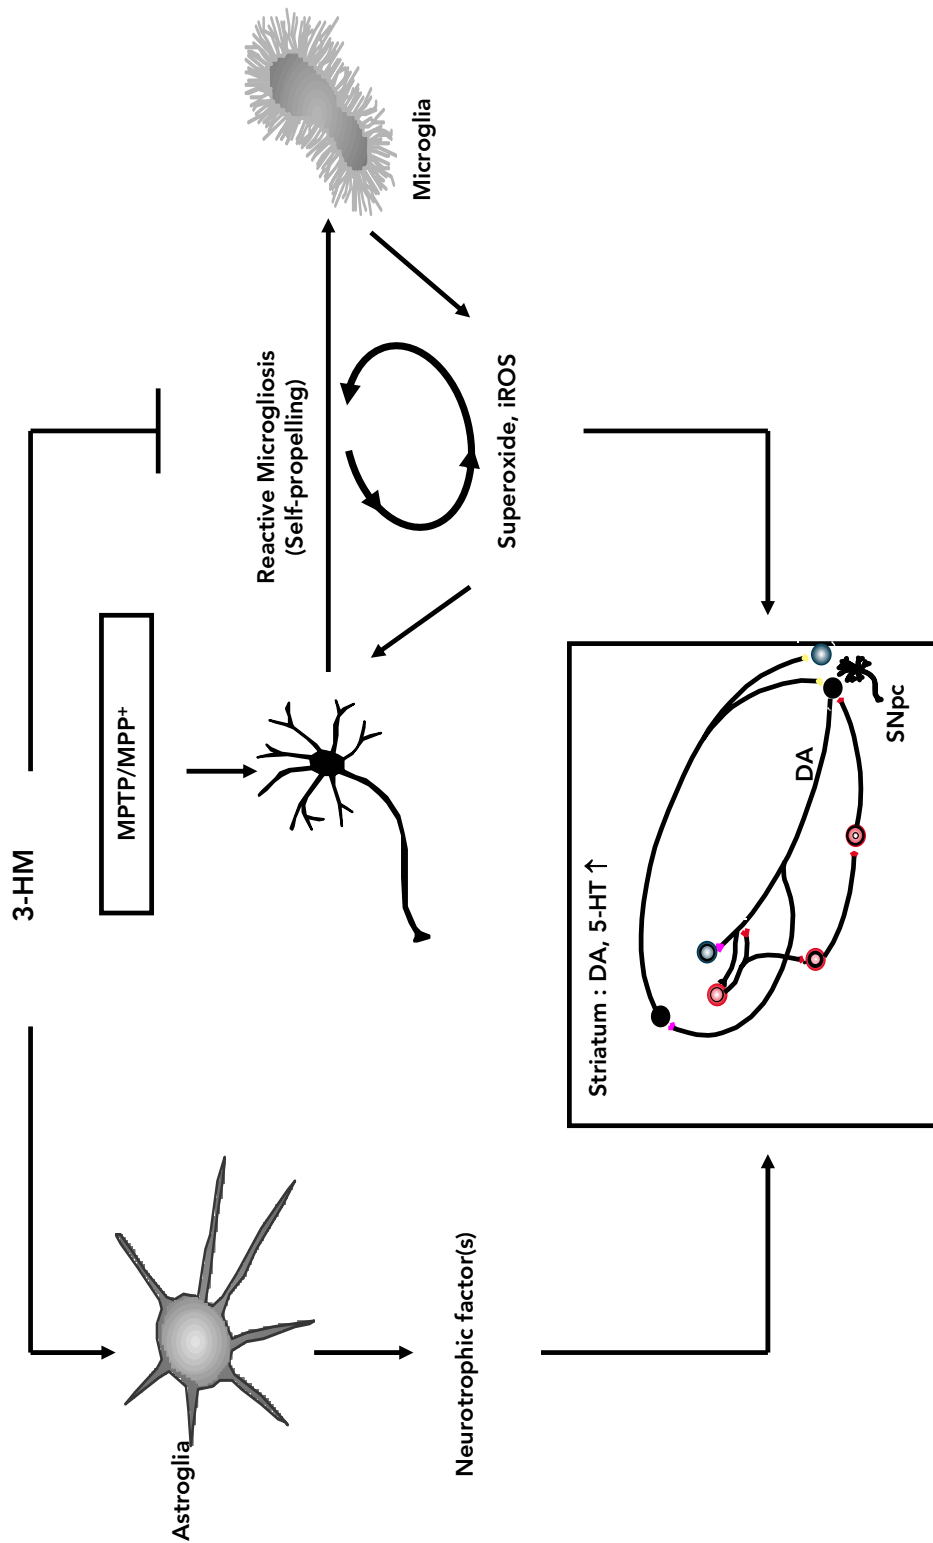 3-HM
MPTP/MPP⁺
Astroglia
Reactive Microgliosis
(Self-propelling)
Microglia
Neurotrophic factor(s)
Superoxide, iROS
Striatum : DA, 5-HT ↑
DA
SNpc